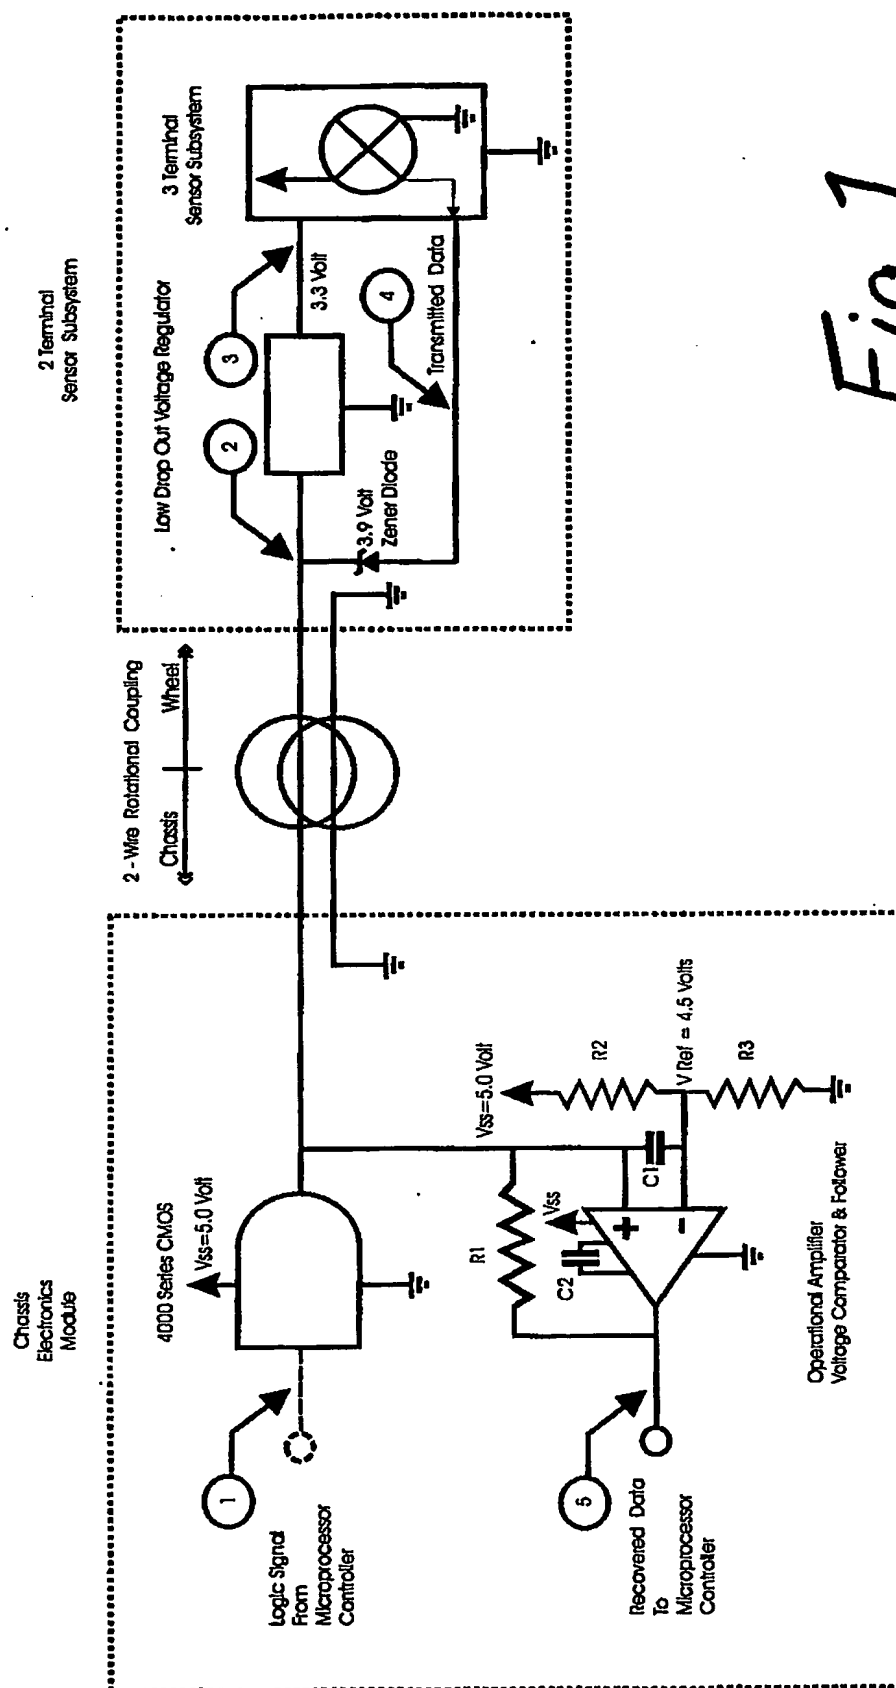 Chassis
Electronics
Module
2 Terminal
Sensor Subsystem
2 - Wire Rotational Coupling
Chassis
Wheel
4000 Series CMOS
Vss=5.0 Volt
1
Logic Signal
From
Microprocessor
Controller
Low Drop Out Voltage Regulator
2
3
3.3 Volt
3 Terminal
Sensor Subsystem
3.9 Volt
Zener Diode
4
Transmitted Data
Vss=5.0 Volt
R2
V Ref = 4.5 Volts
R3
R1
C1
C2
Vss
+
-
5
Recovered Data
To
Microprocessor
Controller
Operational Amplifier
Voltage Comparator & Follower
Fig 1